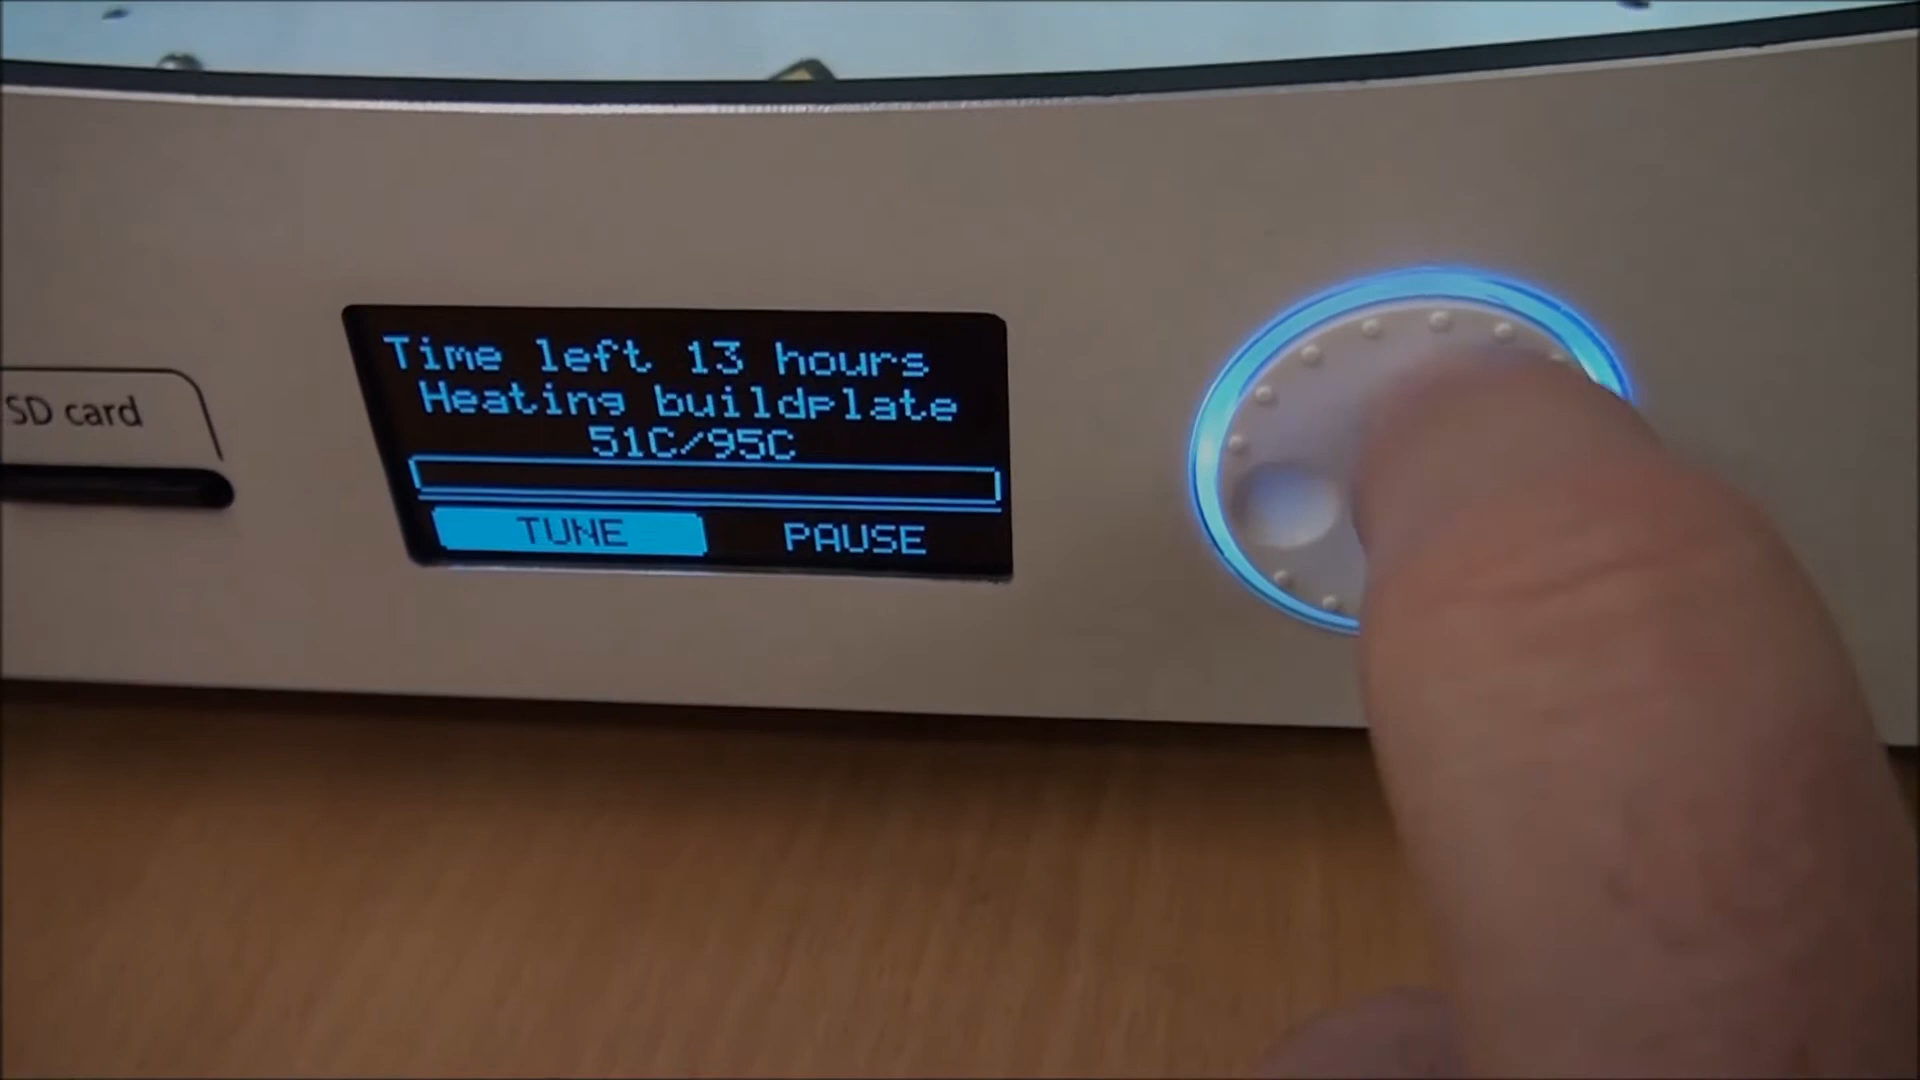 Time left 13 hours
Heating buildplate
51C/95C
TUNE PAUSE
SD card